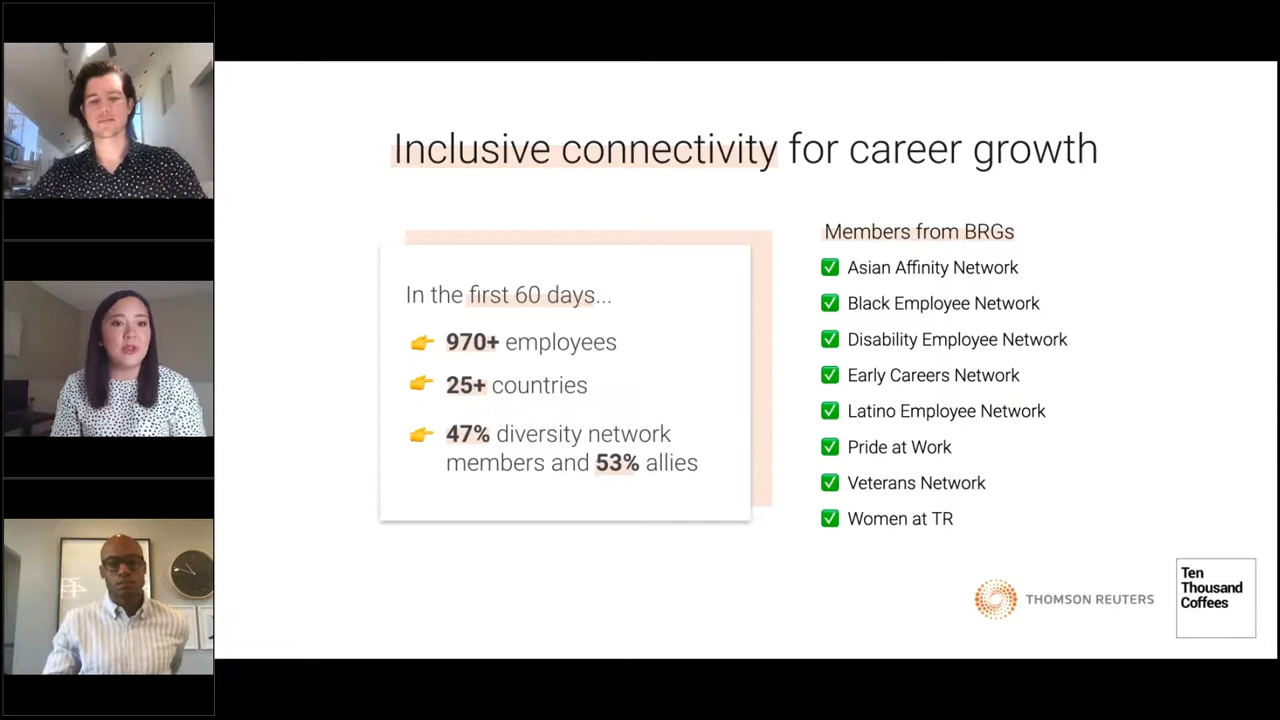 Inclusive connectivity for career growth
In the first 60 days...
👉 970+ employees
👉 25+ countries
👉 47% diversity network
members and 53% allies
Members from BRGs
✅ Asian Affinity Network
✅ Black Employee Network
✅ Disability Employee Network
✅ Early Careers Network
✅ Latino Employee Network
✅ Pride at Work
✅ Veterans Network
✅ Women at TR
THOMSON REUTERS
Ten
Thousand
Coffees